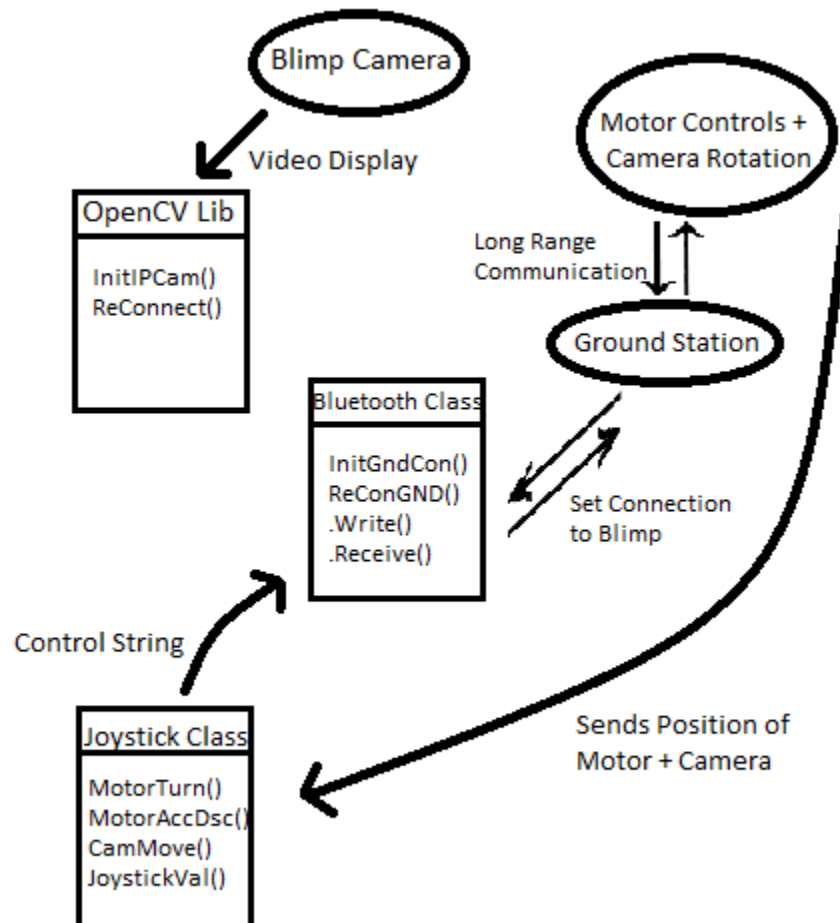 Blimp Camera
Video Display
Motor Controls +
Camera Rotation
OpenCV Lib
InitIPCam()
ReConnect()
Long Range
Communication
Ground Station
Bluetooth Class
InitGndCon()
ReConGND()
.Write()
.Receive()
Set Connection
to Blimp
Control String
Joystick Class
MotorTurn()
MotorAccDsc()
CamMove()
JoystickVal()
Sends Position of
Motor + Camera